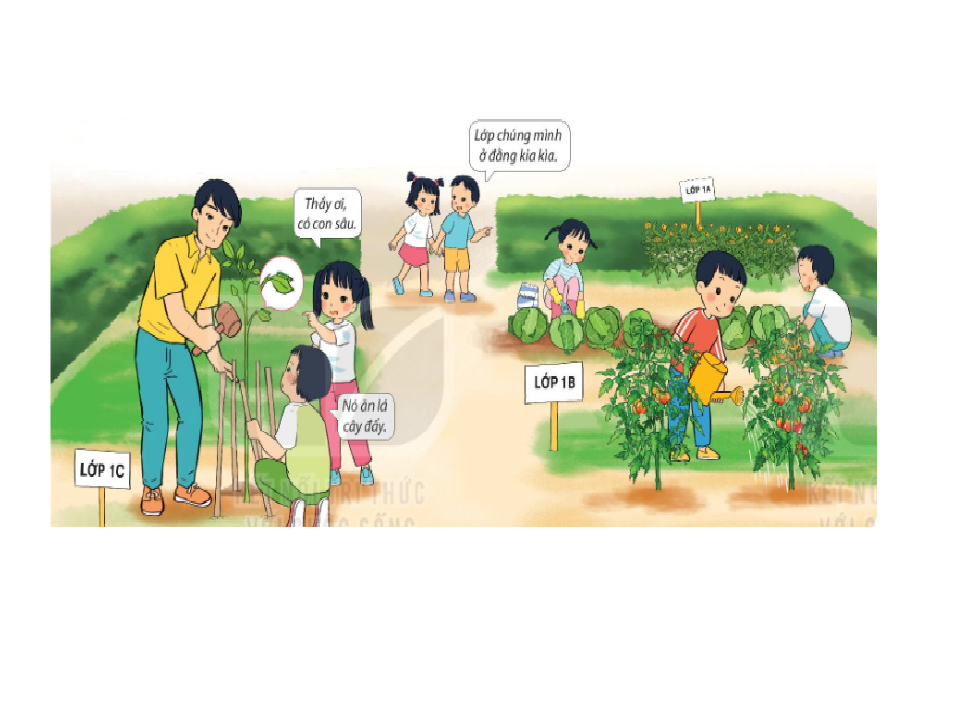 Lớp chúng mình
ở đằng kia kìa.
LỚP 1A
Thầy ơi,
có con sâu.
LỚP 1B
Nó ăn lá
cây đấy.
LỚP 1C